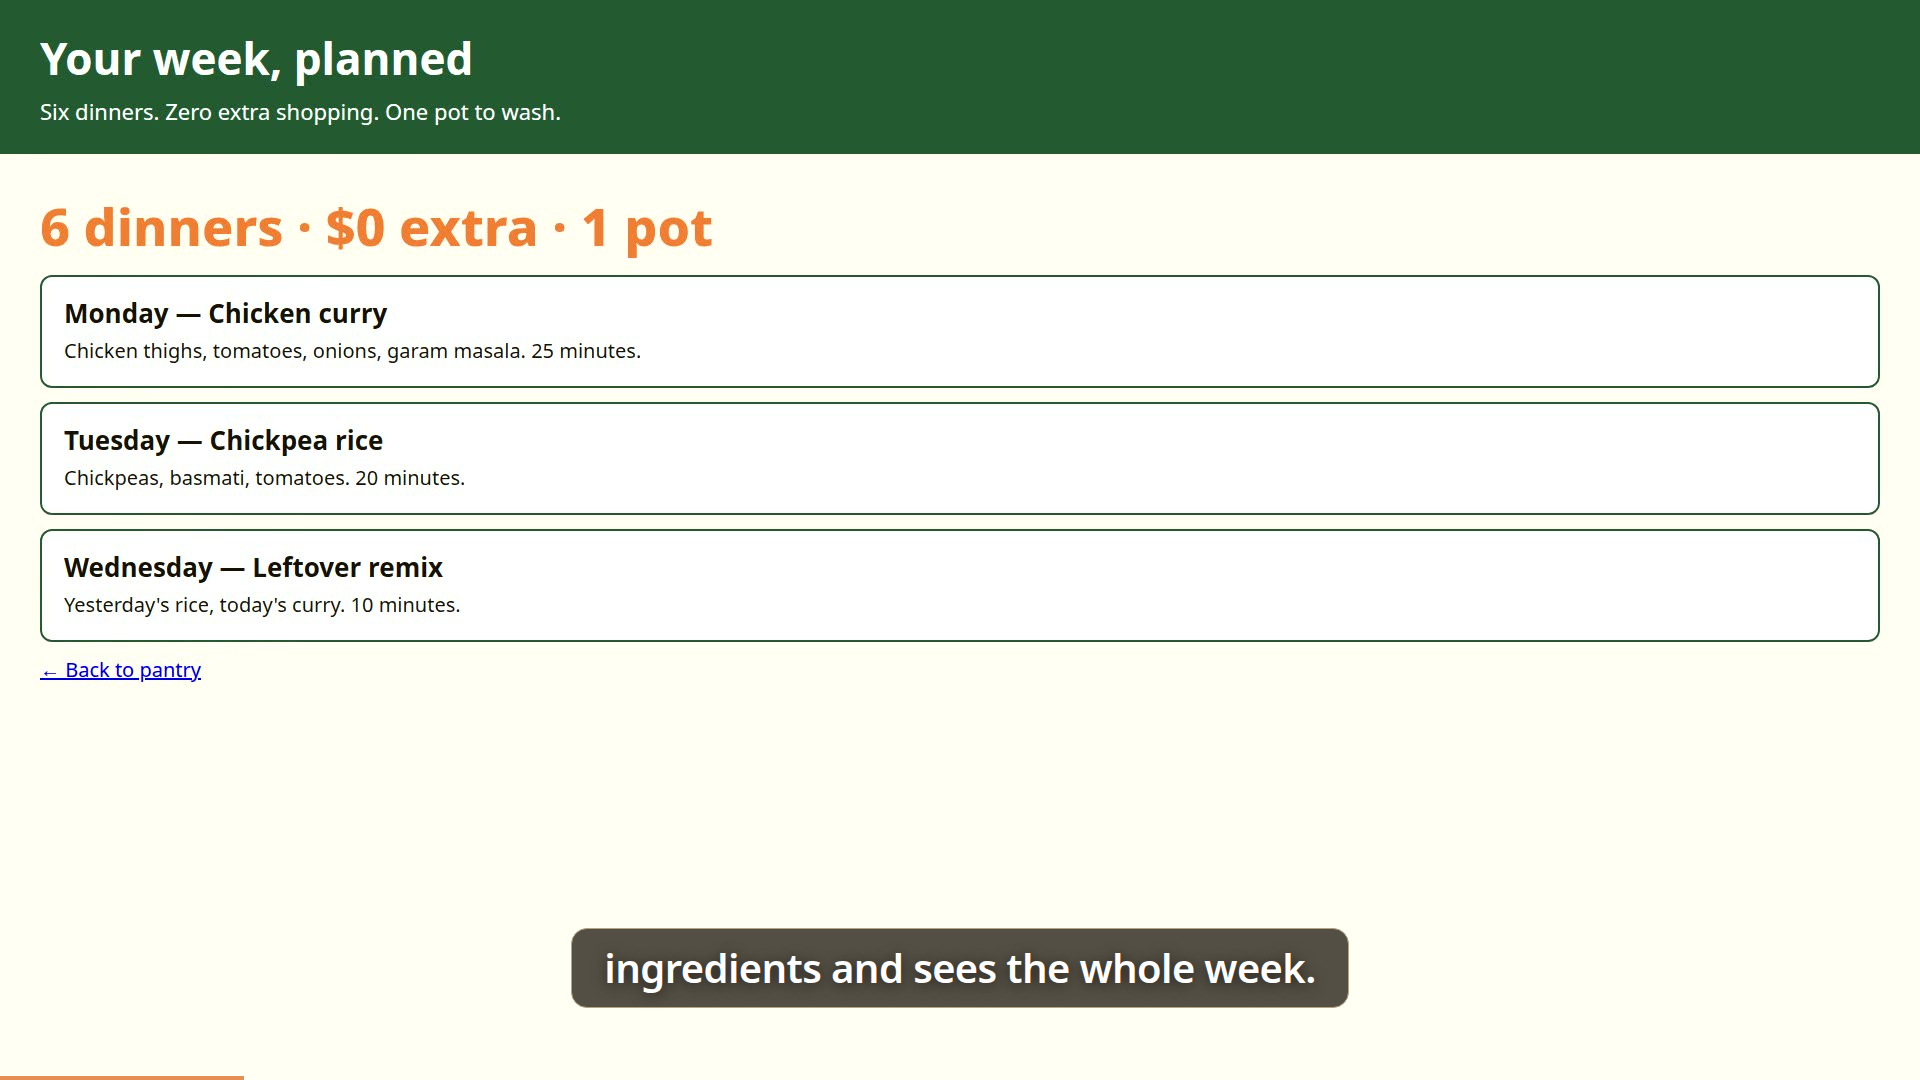 Your week, planned
Six dinners. Zero extra shopping. One pot to wash.
6 dinners · $0 extra · 1 pot
Monday — Chicken curry
Chicken thighs, tomatoes, onions, garam masala. 25 minutes.
Tuesday — Chickpea rice
Chickpeas, basmati, tomatoes. 20 minutes.
Wednesday — Leftover remix
Yesterday's rice, today's curry. 10 minutes.
← Back to pantry
ingredients and sees the whole week.